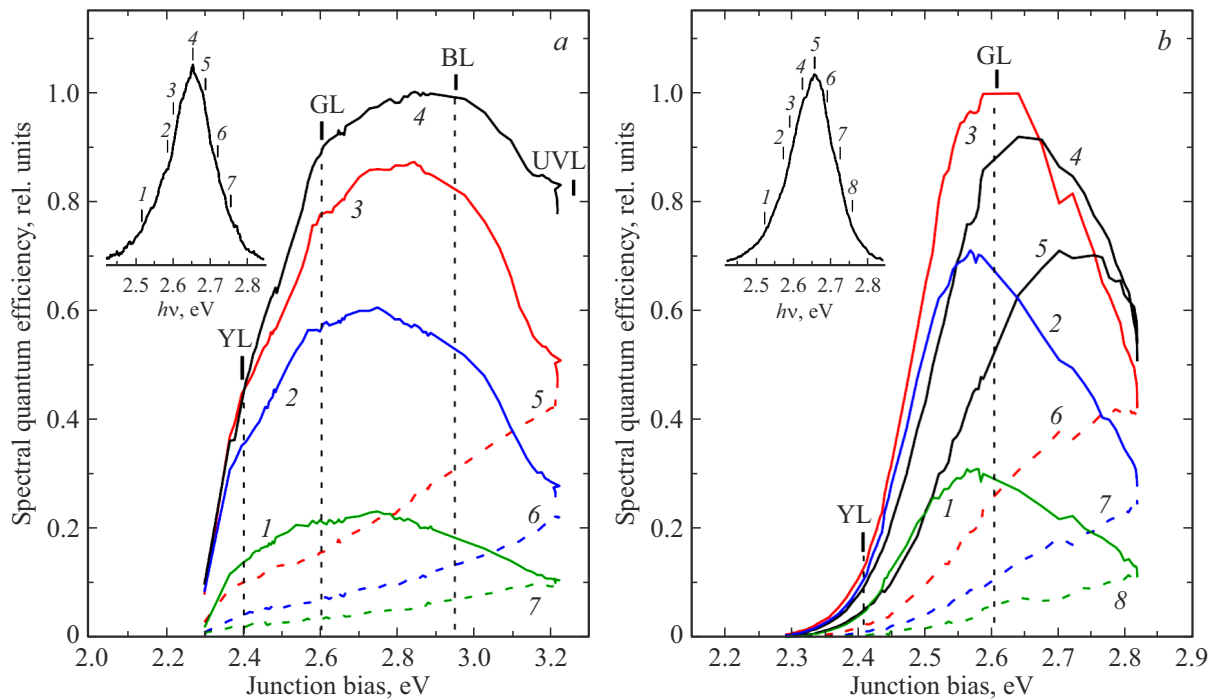 a
4
5
3
2
6
1
7
2.5 2.6 2.7 2.8
hν, eV
BL
GL
4
UVL
3
YL
2
5
1
6
7
1.0
0.8
0.6
0.4
0.2
0
2.0 2.2 2.4 2.6 2.8 3.0 3.2
Junction bias, eV
Spectral quantum efficiency, rel. units
b
5
4
6
3
2
7
1
8
2.5 2.6 2.7 2.8
hν, eV
GL
3
4
5
2
6
1
7
YL
8
1.0
0.8
0.6
0.4
0.2
0
2.2 2.3 2.4 2.5 2.6 2.7 2.8 2.9
Junction bias, eV
Spectral quantum efficiency, rel. units